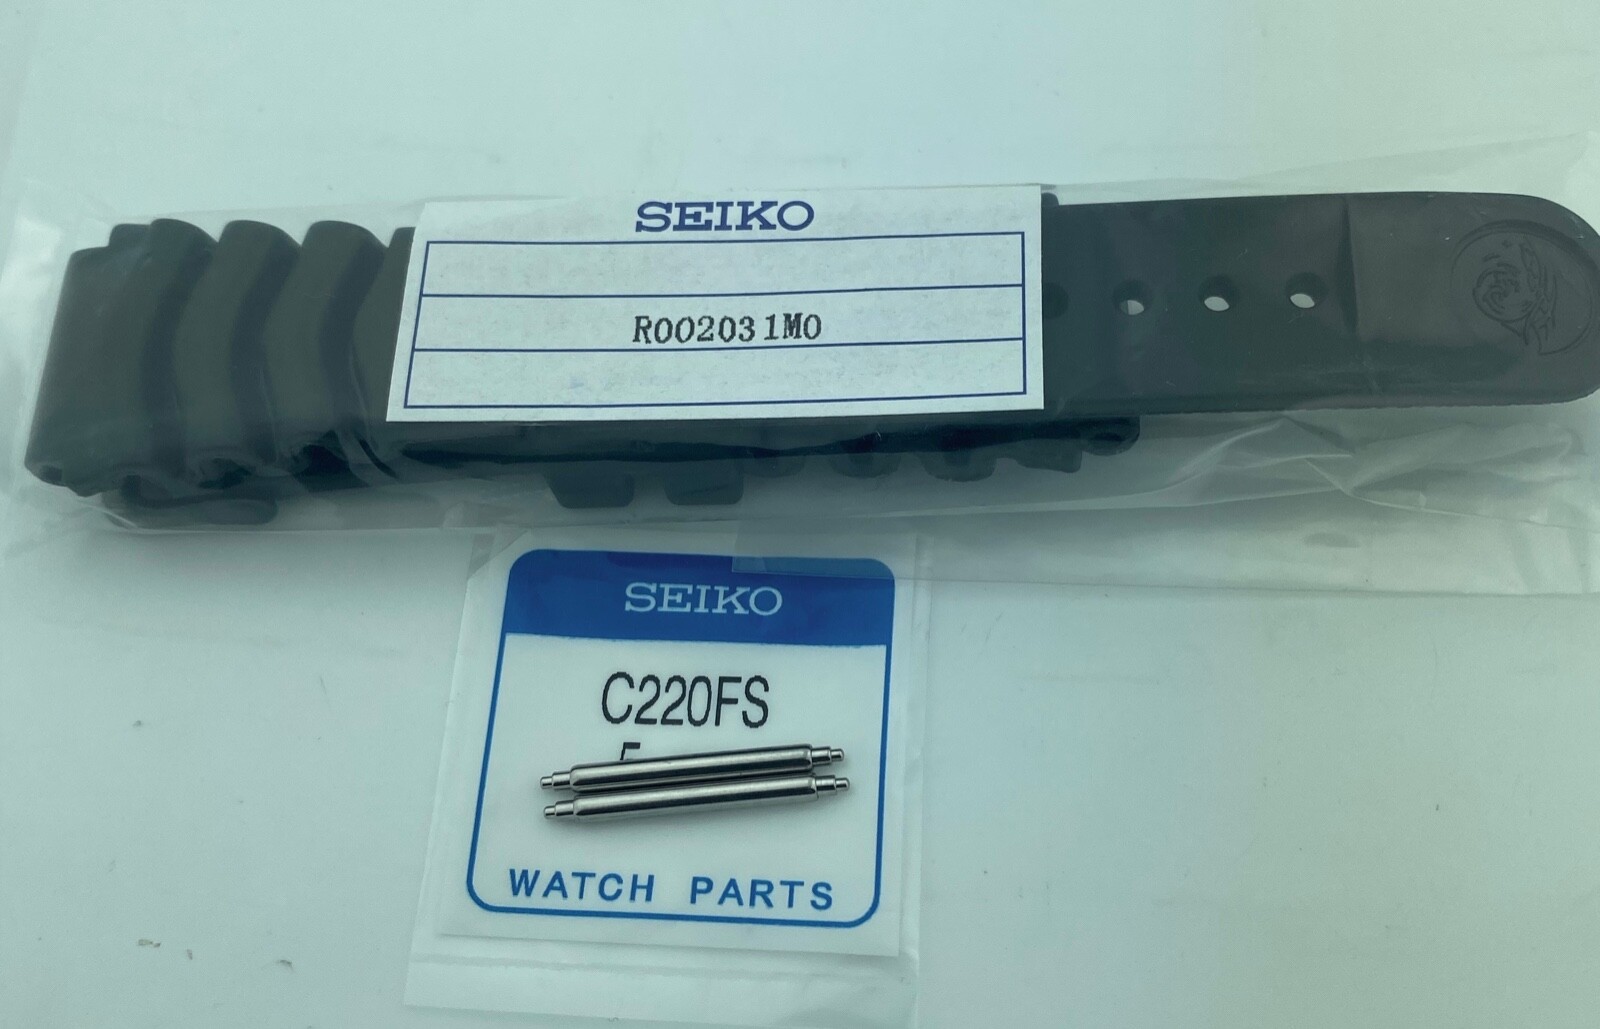 SEIKO
R002031M0
SEIKO
C220FS
WATCH PARTS